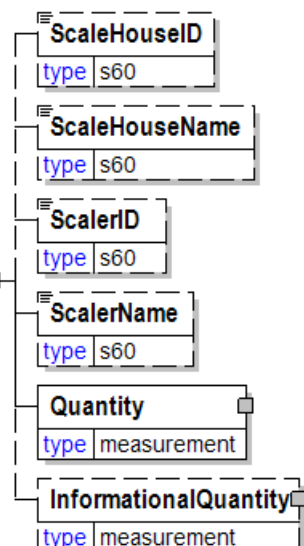 ScaleHouseID
type s60
ScaleHouseName
type s60
ScalerID
type s60
ScalerName
type s60
Quantity
type measurement
InformationalQuantity
type measurement